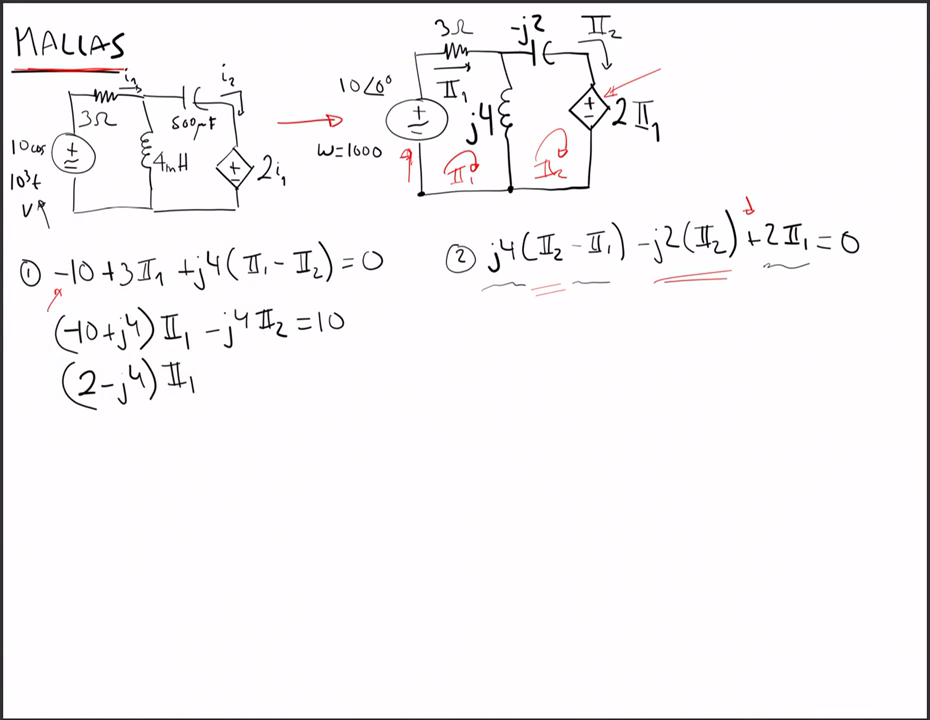 MALLAS
i₁
i₂
3Ω
500μF
10cos
10³t
V
4mH
2i₁
3Ω
-j2
𝕀₂
10∠0°
𝕀₁
j4
2𝕀₁
ω=1000
𝕀₁
𝕀₂
① -10+3𝕀₁+j4(𝕀₁-𝕀₂)=0
② j4(𝕀₂-𝕀₁)-j2(𝕀₂)+2𝕀₁=0
(-10+j4)𝕀₁-j4𝕀₂=10
(2-j4)𝕀₁